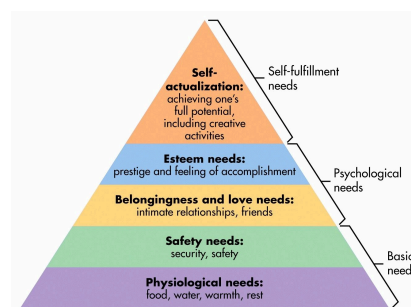 Self-
actualization:
achieving one's
full potential,
including creative
activities
Self-fulfillment
needs
Esteem needs:
prestige and feeling of accomplishment
Psychological
needs
Belongingness and love needs:
intimate relationships, friends
Safety needs:
security, safety
Basic
Physiological needs:
food, water, warmth, rest